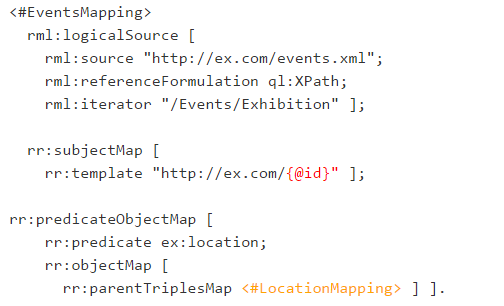 <#EventsMapping>
rml:logicalSource [
rml:source "http://ex.com/events.xml";
rml:referenceFormulation ql:XPath;
rml:iterator "/Events/Exhibition" ];
rr:subjectMap [
rr:template "http://ex.com/{@id}" ];
rr:predicateObjectMap [
rr:predicate ex:location;
rr:objectMap [
rr:parentTriplesMap <#LocationMapping> ] ].